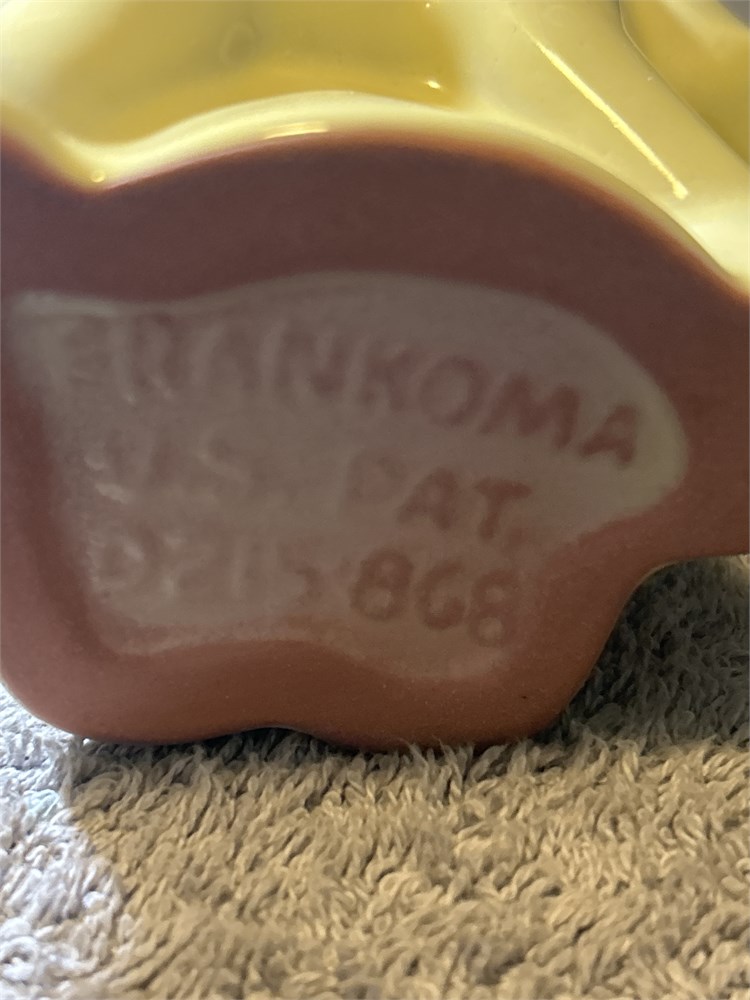 FRANKOMA
U.S. PAT.
D215868